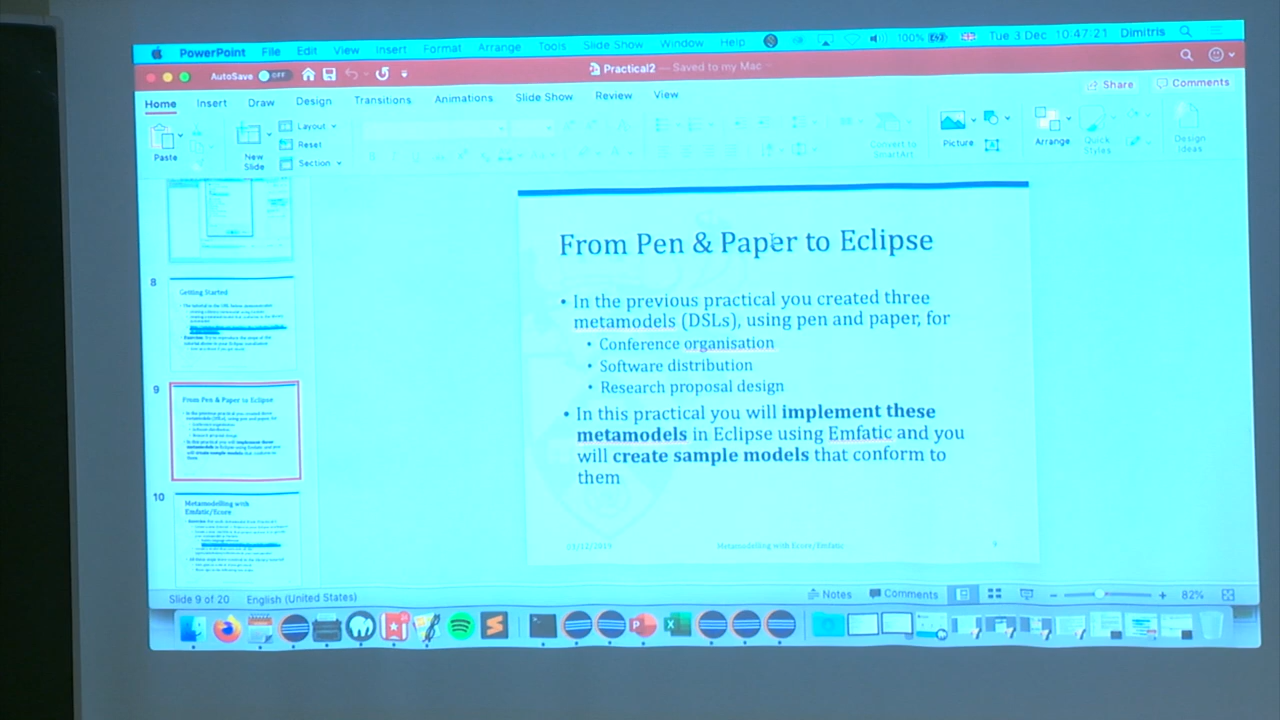 PowerPoint File Edit View Insert Format Arrange Tools Slide Show Window Help 100% Tue 3 Dec 10:47:21 Dimitris
AutoSave OFF Practical2 — Saved to my Mac
Home Insert Draw Design Transitions Animations Slide Show Review View Share Comments
Paste New Slide Layout Reset Section Convert to SmartArt Picture Arrange Quick Styles Design Ideas
8
Getting Started
9
From Pen & Paper to Eclipse
10
Metamodelling with
Emfatic/Ecore
From Pen & Paper to Eclipse
• In the previous practical you created three
metamodels (DSLs), using pen and paper, for
• Conference organisation
• Software distribution
• Research proposal design
• In this practical you will implement these
metamodels in Eclipse using Emfatic and you
will create sample models that conform to
them
03/12/2019 Metamodelling with Ecore/Emfatic 9
Slide 9 of 20 English (United States) Notes Comments 82%